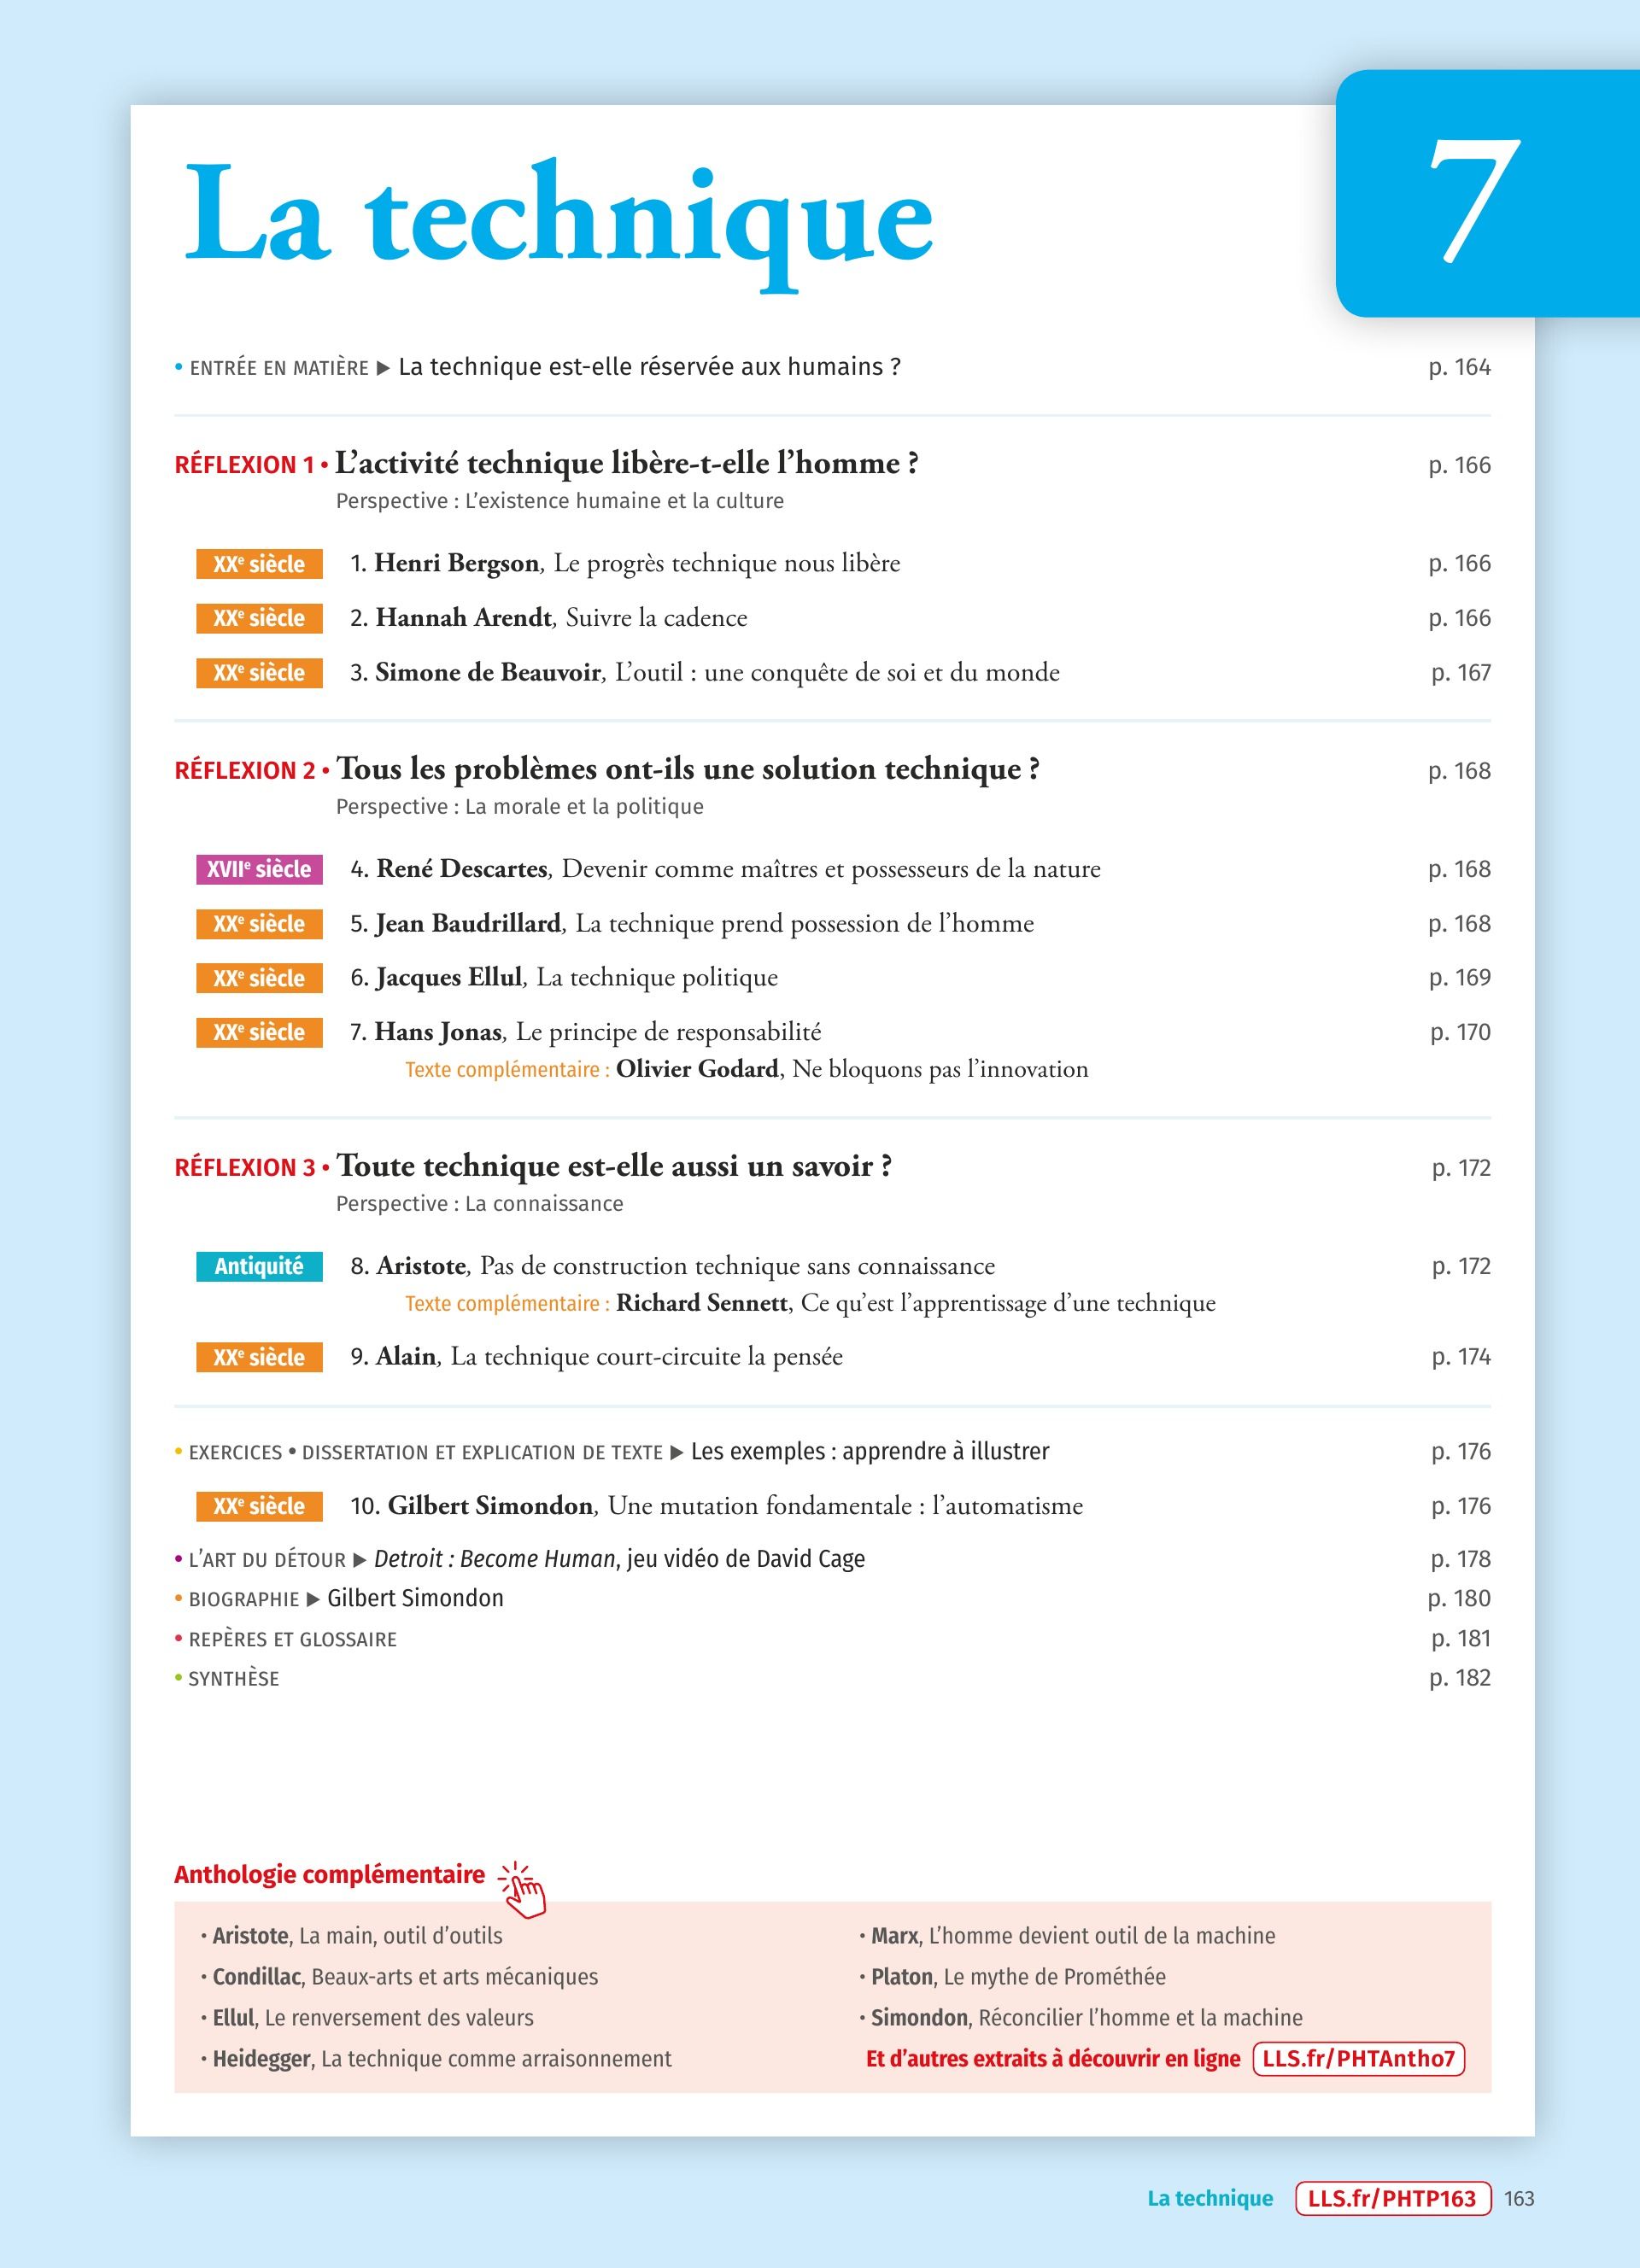 7
La technique
• ENTRÉE EN MATIÈRE ▶ La technique est-elle réservée aux humains ? p. 164
RÉFLEXION 1 • L’activité technique libère-t-elle l’homme ? p. 166
Perspective : L’existence humaine et la culture
XXe siècle 1. Henri Bergson, Le progrès technique nous libère p. 166
XXe siècle 2. Hannah Arendt, Suivre la cadence p. 166
XXe siècle 3. Simone de Beauvoir, L’outil : une conquête de soi et du monde p. 167
RÉFLEXION 2 • Tous les problèmes ont-ils une solution technique ? p. 168
Perspective : La morale et la politique
XVIIe siècle 4. René Descartes, Devenir comme maîtres et possesseurs de la nature p. 168
XXe siècle 5. Jean Baudrillard, La technique prend possession de l’homme p. 168
XXe siècle 6. Jacques Ellul, La technique politique p. 169
XXe siècle 7. Hans Jonas, Le principe de responsabilité p. 170
Texte complémentaire : Olivier Godard, Ne bloquons pas l’innovation
RÉFLEXION 3 • Toute technique est-elle aussi un savoir ? p. 172
Perspective : La connaissance
Antiquité 8. Aristote, Pas de construction technique sans connaissance p. 172
Texte complémentaire : Richard Sennett, Ce qu’est l’apprentissage d’une technique
XXe siècle 9. Alain, La technique court-circuite la pensée p. 174
• EXERCICES • DISSERTATION ET EXPLICATION DE TEXTE ▶ Les exemples : apprendre à illustrer p. 176
XXe siècle 10. Gilbert Simondon, Une mutation fondamentale : l’automatisme p. 176
• L’ART DU DÉTOUR ▶ Detroit : Become Human, jeu vidéo de David Cage p. 178
• BIOGRAPHIE ▶ Gilbert Simondon p. 180
• REPÈRES ET GLOSSAIRE p. 181
• SYNTHÈSE p. 182
Anthologie complémentaire
• Aristote, La main, outil d’outils
• Condillac, Beaux-arts et arts mécaniques
• Ellul, Le renversement des valeurs
• Heidegger, La technique comme arraisonnement
• Marx, L’homme devient outil de la machine
• Platon, Le mythe de Prométhée
• Simondon, Réconcilier l’homme et la machine
Et d’autres extraits à découvrir en ligne LLS.fr/PHTAntho7
La technique LLS.fr/PHTP163 163